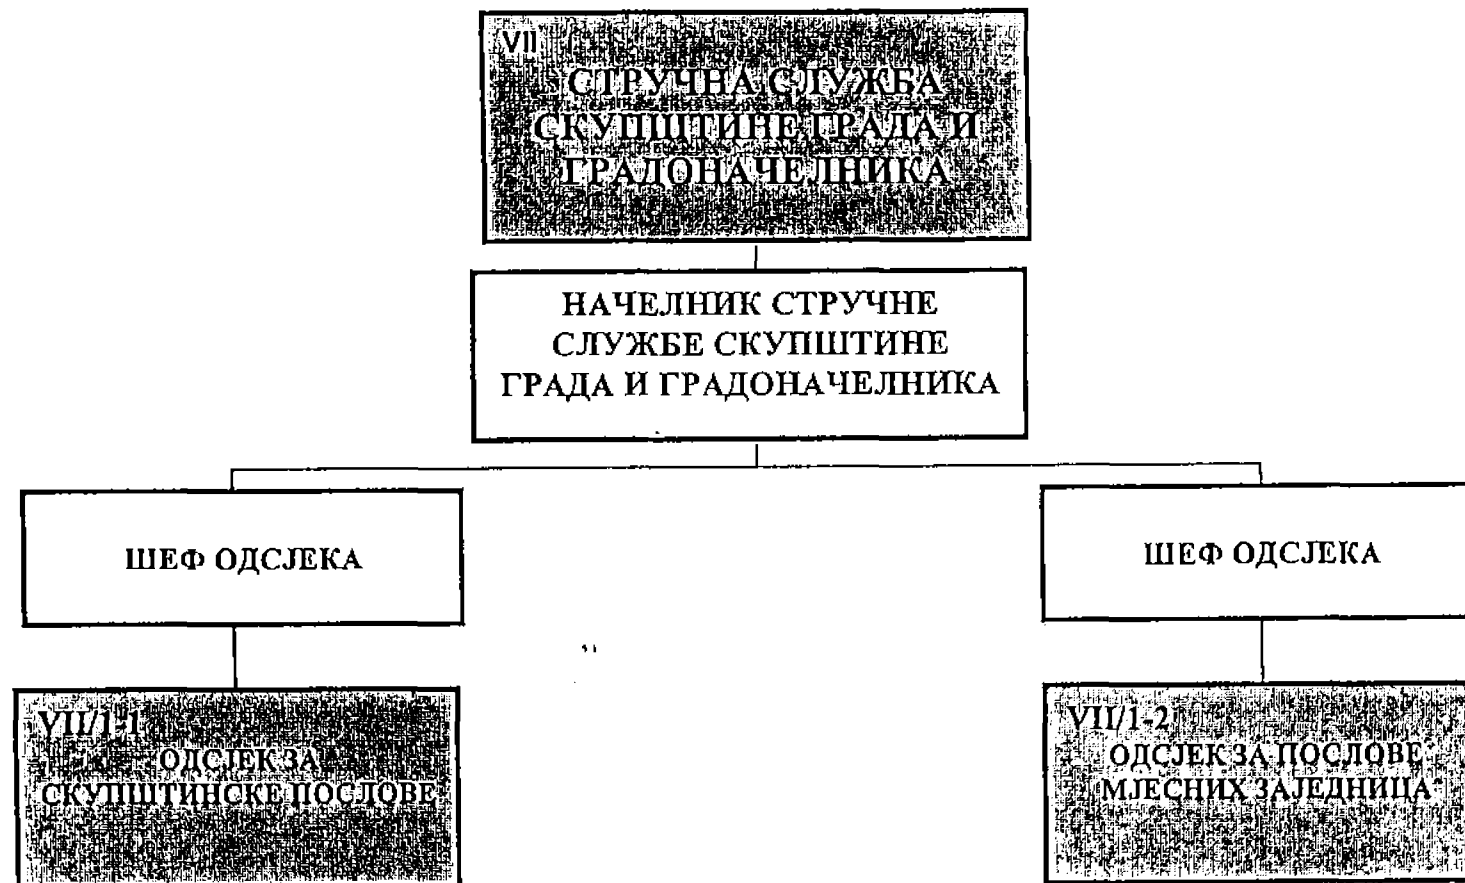 VII
СТРУЧНА СЛУЖБА
СКУПШТИНЕ ГРАДА И
ГРАДОНАЧЕЛНИКА
НАЧЕЛНИК СТРУЧНЕ
СЛУЖБЕ СКУПШТИНЕ
ГРАДА И ГРАДОНАЧЕЛНИКА
ШЕФ ОДСЈЕКА
ШЕФ ОДСЈЕКА
VII/1-1
ОДСЈЕК ЗА
СКУПШТИНСКЕ ПОСЛОВЕ
VII/1-2
ОДСЈЕК ЗА ПОСЛОВЕ
МЈЕСНИХ ЗАЈЕДНИЦА